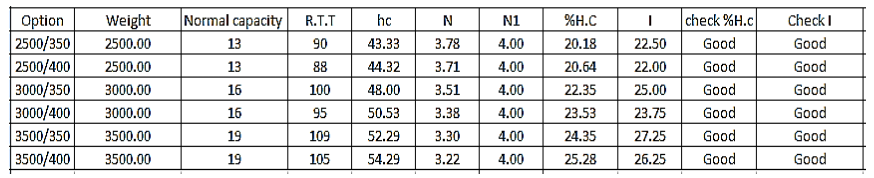 Option Weight Normal capacity R.T.T hc N N1 %H.C I check %H.c Check I
2500/350 2500.00 13 90 43.33 3.78 4.00 20.18 22.50 Good Good
2500/400 2500.00 13 88 44.32 3.71 4.00 20.64 22.00 Good Good
3000/350 3000.00 16 100 48.00 3.51 4.00 22.35 25.00 Good Good
3000/400 3000.00 16 95 50.53 3.38 4.00 23.53 23.75 Good Good
3500/350 3500.00 19 109 52.29 3.30 4.00 24.35 27.25 Good Good
3500/400 3500.00 19 105 54.29 3.22 4.00 25.28 26.25 Good Good